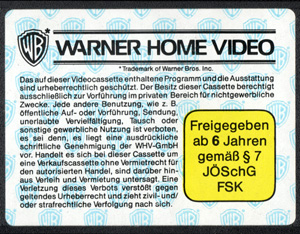 WB
WARNER HOME VIDEO
*Trademark of Warner Bros. Inc.
Das auf dieser Videocassette enthaltene Programm und die Ausstattung
sind urheberrechtlich geschützt. Der Besitz dieser Cassette berechtigt
ausschließlich zur Vorführung im privaten Bereich für nichtgewerbliche
Zwecke. Jede andere Benutzung, wie z. B.
öffentliche Auf- oder Vorführung, Sendung,
unerlaubte Vervielfältigung, Tausch oder
sonstige gewerbliche Nutzung ist verboten,
es sei denn, es liegt eine ausdrückliche
schriftliche Genehmigung der WHV-GmbH
vor. Handelt es sich bei dieser Cassette um
eine Verkaufscassette ohne Vermietrecht für
den autorisierten Handel, sind darüber hin-
aus Verleih und Vermietung untersagt. Eine
Verletzung dieses Verbots verstößt gegen
geltendes Urheberrecht und zieht zivil- und/
oder strafrechtliche Verfolgung nach sich.
Freigegeben
ab 6 Jahren
gemäß § 7
JÖSchG
FSK